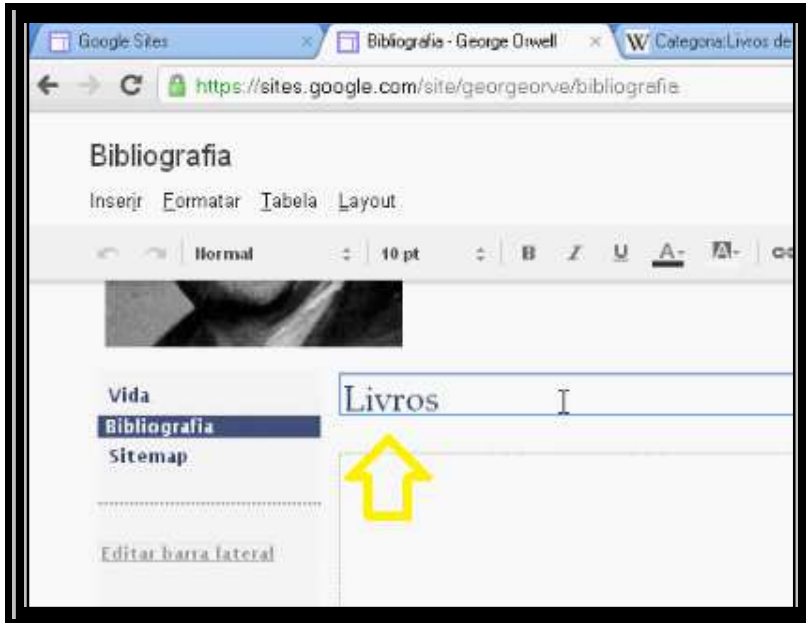 Google Sites
Bibliografia - George Orwell
W Categoria:Livros de
https://sites.google.com/site/georgeorve/bibliografia
Bibliografia
Inserir Formatar Tabela Layout
Normal 10 pt B I U A A
Livros
Vida
Bibliografia
Sitemap
Editar barra lateral